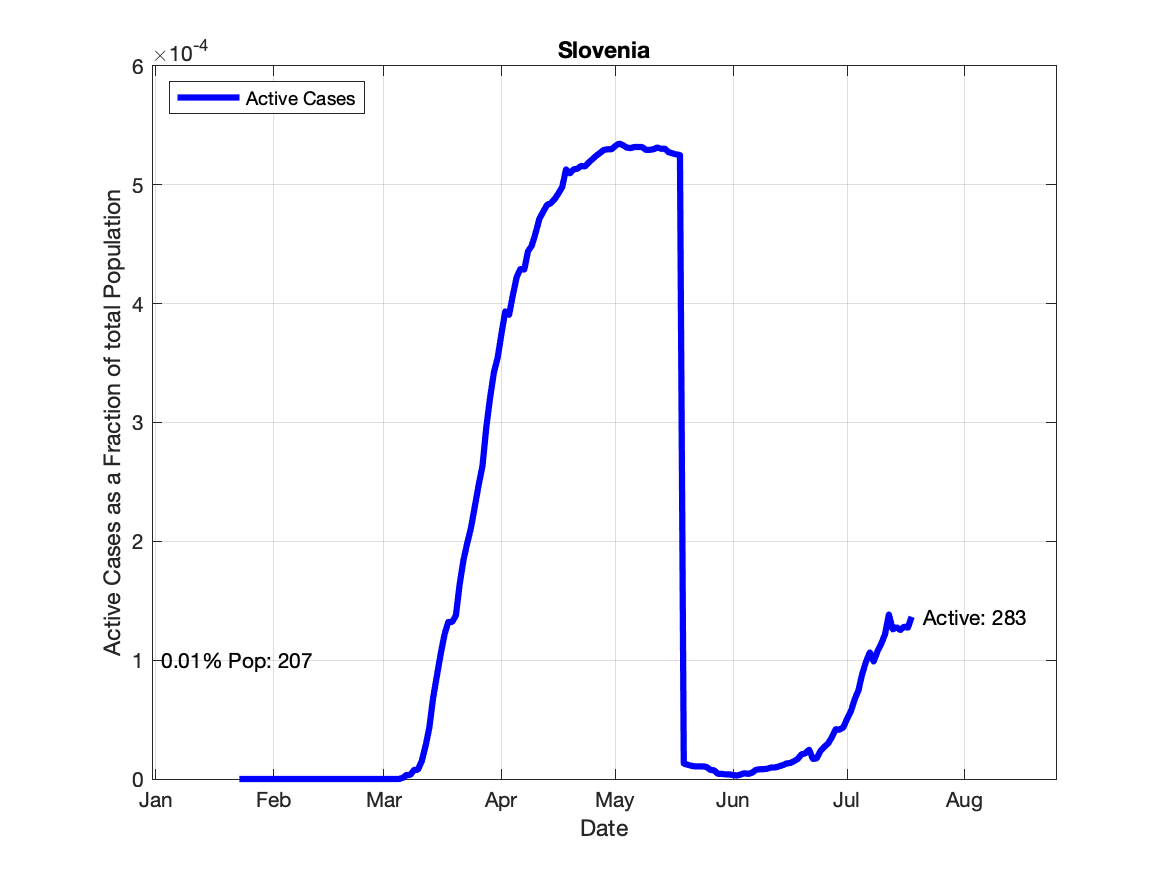 Slovenia
×10-4
Active Cases
6
5
4
3
2
1
0
Active Cases as a Fraction of total Population
0.01% Pop: 207
Active: 283
Jan Feb Mar Apr May Jun Jul Aug
Date